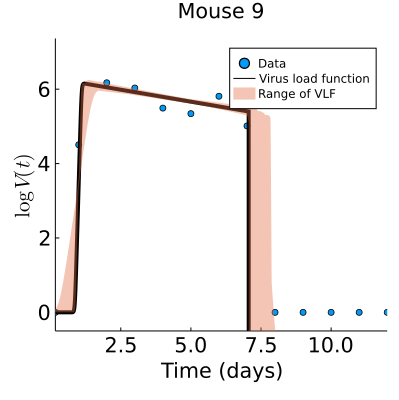 Mouse 9
Data
Virus load function
Range of VLF
6
4
2
0
log V(t)
2.5 5.0 7.5 10.0
Time (days)